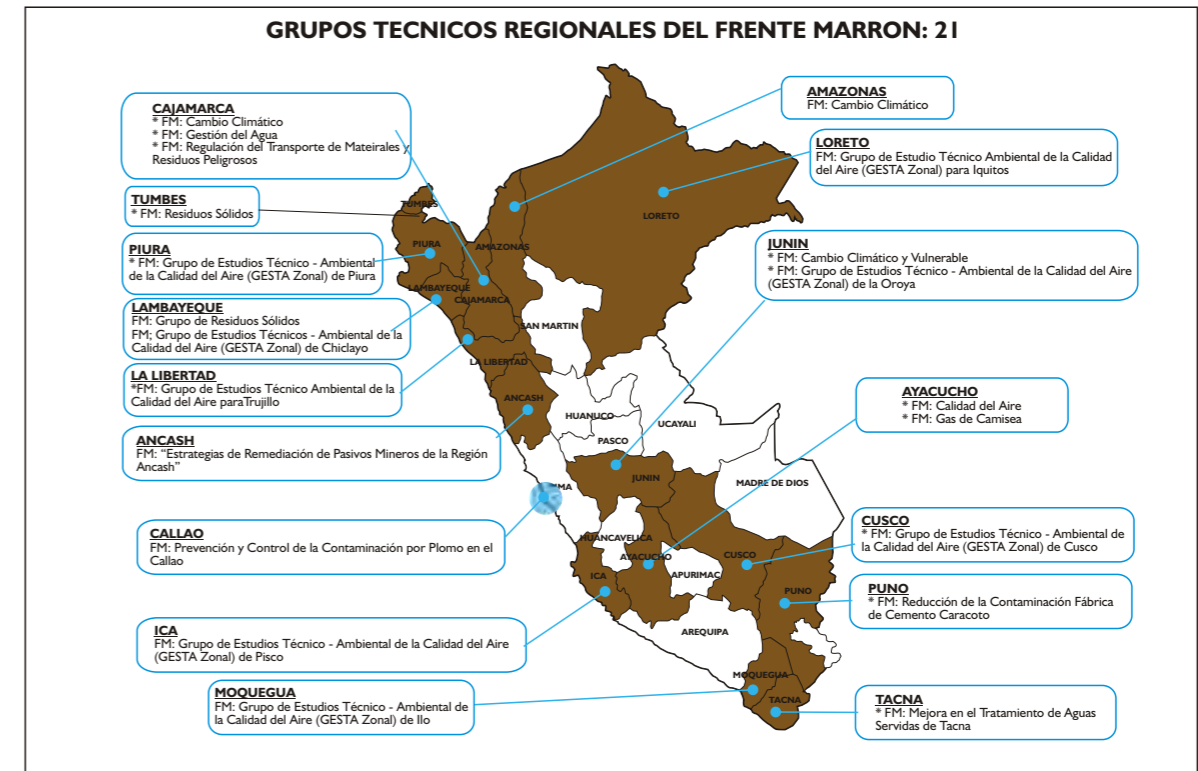 GRUPOS TECNICOS REGIONALES DEL FRENTE MARRON: 21
CAJAMARCA
* FM: Cambio Climático
* FM: Gestión del Agua
* FM: Regulación del Transporte de Mateirales y
Residuos Peligrosos
TUMBES
* FM: Residuos Sólidos
PIURA
* FM: Grupo de Estudios Técnico - Ambiental
de la Calidad del Aire (GESTA Zonal) de Piura
LAMBAYEQUE
FM: Grupo de Residuos Sólidos
FM; Grupo de Estudios Técnicos - Ambiental de la
Calidad del Aire (GESTA Zonal) de Chiclayo
LA LIBERTAD
*FM: Grupo de Estudios Técnico Ambiental de la
Calidad del Aire paraTrujillo
ANCASH
FM: “Estrategias de Remediación de Pasivos Mineros de la Región
Ancash”
CALLAO
FM: Prevención y Control de la Contaminación por Plomo en el
Callao
ICA
FM: Grupo de Estudios Técnico - Ambiental de la Calidad del Aire
(GESTA Zonal) de Pisco
MOQUEGUA
FM: Grupo de Estudios Técnico - Ambiental de
la Calidad del Aire (GESTA Zonal) de Ilo
AMAZONAS
FM: Cambio Climático
LORETO
FM: Grupo de Estudio Técnico Ambiental de la Calidad
del Aire (GESTA Zonal) para Iquitos
JUNIN
* FM: Cambio Climático y Vulnerable
* FM: Grupo de Estudios Técnico - Ambiental de la Calidad del Aire
(GESTA Zonal) de la Oroya
AYACUCHO
* FM: Calidad del Aire
* FM: Gas de Camisea
CUSCO
* FM: Grupo de Estudios Técnico - Ambiental de
la Calidad del Aire (GESTA Zonal) de Cusco
PUNO
* FM: Reducción de la Contaminación Fábrica
de Cemento Caracoto
TACNA
* FM: Mejora en el Tratamiento de Aguas
Servidas de Tacna
TUMBES
LORETO
PIURA
AMAZONAS
LAMBAYEQUE
CAJAMARCA
SAN MARTIN
LA LIBERTAD
ANCASH
HUANUCO
UCAYALI
PASCO
JUNIN
MADRE DE DIOS
HUANCAVELICA
AYACUCHO
CUSCO
APURIMAC
ICA
PUNO
AREQUIPA
MOQUEGUA
TACNA